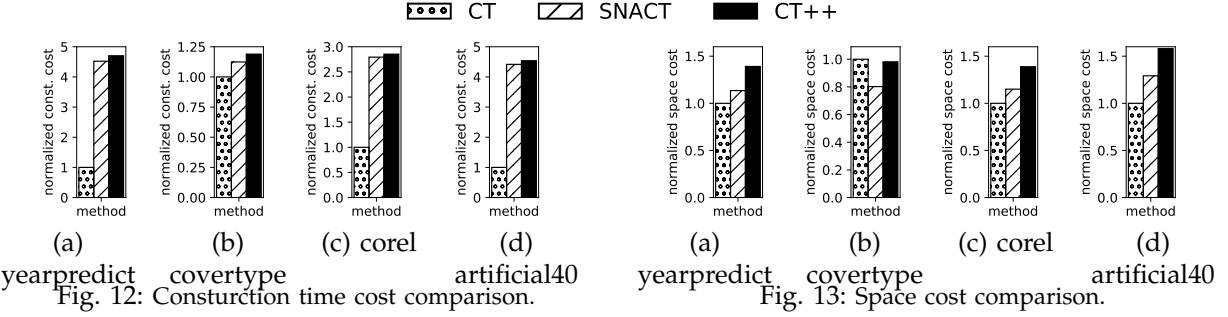 CT SNACT CT++
normalized const. cost
5
4
3
2
1
0
method
(a)
yearpredict
normalized const. cost
1.25
1.00
0.75
0.50
0.25
0.00
method
(b)
covertype
normalized const. cost
3.0
2.5
2.0
1.5
1.0
0.5
0.0
method
(c) corel
normalized const. cost
5
4
3
2
1
0
method
(d)
artificial40
Fig. 12: Consturction time cost comparison.
normalized space cost
1.5
1.0
0.5
0.0
method
(a)
yearpredict
normalized space cost
1.0
0.8
0.6
0.4
0.2
0.0
method
(b)
covertype
normalized space cost
1.5
1.0
0.5
0.0
method
(c) corel
normalized space cost
1.5
1.0
0.5
0.0
method
(d)
artificial40
Fig. 13: Space cost comparison.